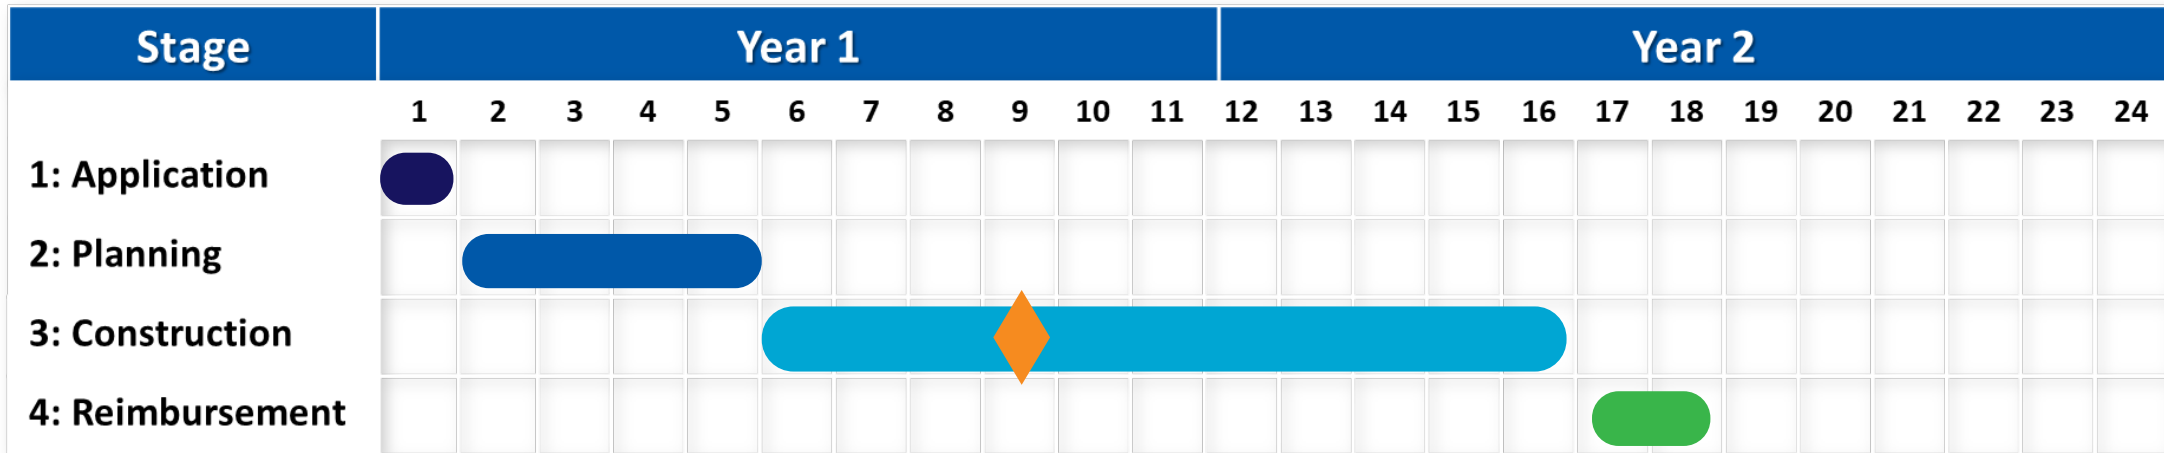 Stage Year 1 Year 2
1 2 3 4 5 6 7 8 9 10 11 12 13 14 15 16 17 18 19 20 21 22 23 24
1: Application
2: Planning
3: Construction
4: Reimbursement